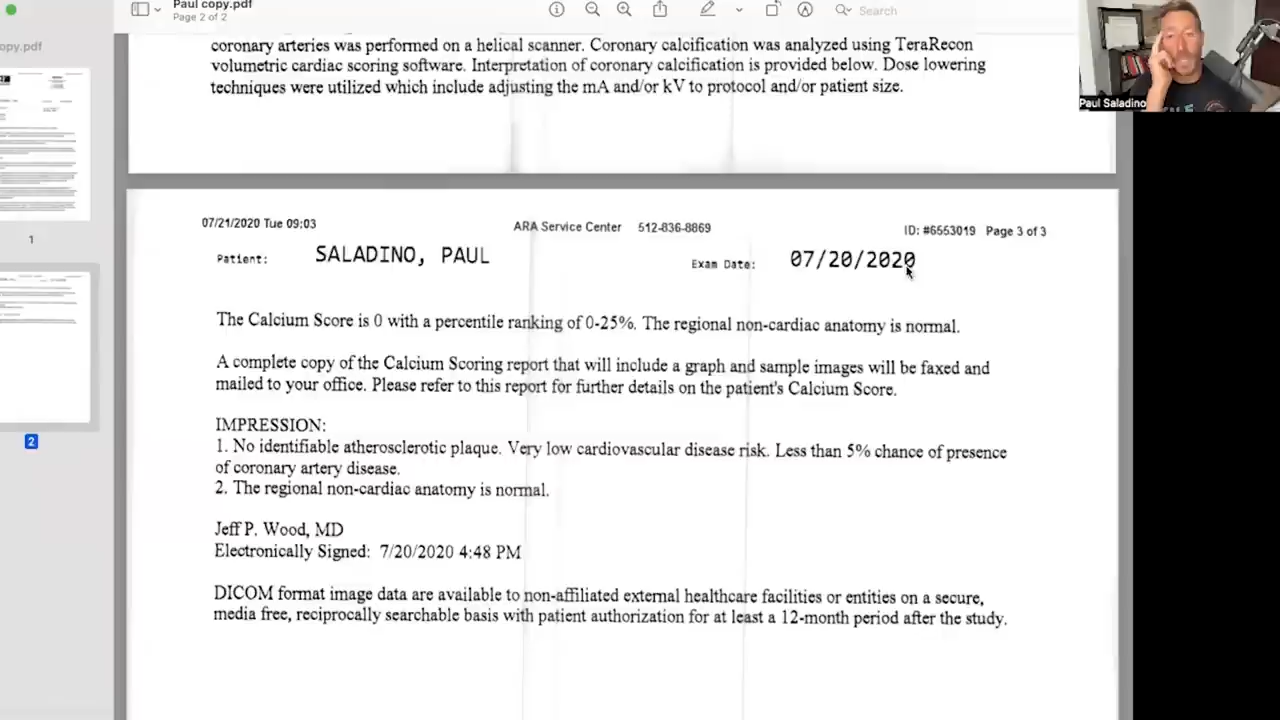 Paul copy.pdf
Page 2 of 2
Search
opy.pdf
Paul Saladino
coronary arteries was performed on a helical scanner. Coronary calcification was analyzed using TeraRecon
volumetric cardiac scoring software. Interpretation of coronary calcification is provided below. Dose lowering
techniques were utilized which include adjusting the mA and/or kV to protocol and/or patient size.
1
2
07/21/2020 Tue 09:03 ARA Service Center 512-836-8869 ID: #6553019 Page 3 of 3
Patient: SALADINO, PAUL Exam Date: 07/20/2020
The Calcium Score is 0 with a percentile ranking of 0-25%. The regional non-cardiac anatomy is normal.
A complete copy of the Calcium Scoring report that will include a graph and sample images will be faxed and
mailed to your office. Please refer to this report for further details on the patient's Calcium Score.
IMPRESSION:
1. No identifiable atherosclerotic plaque. Very low cardiovascular disease risk. Less than 5% chance of presence
of coronary artery disease.
2. The regional non-cardiac anatomy is normal.
Jeff P. Wood, MD
Electronically Signed: 7/20/2020 4:48 PM
DICOM format image data are available to non-affiliated external healthcare facilities or entities on a secure,
media free, reciprocally searchable basis with patient authorization for at least a 12-month period after the study.